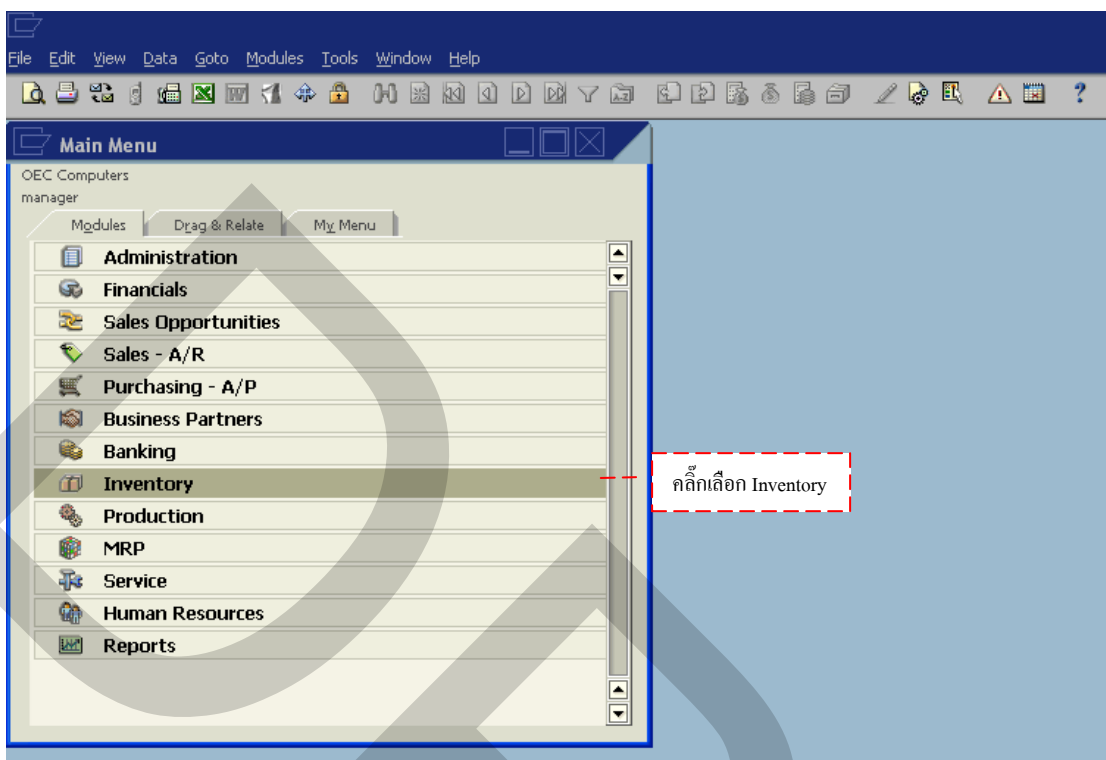 File Edit View Data Goto Modules Tools Window Help
Main Menu
OEC Computers
manager
Modules Drag & Relate My Menu
Administration
Financials
Sales Opportunities
Sales - A/R
Purchasing - A/P
Business Partners
Banking
Inventory
คลิ๊กเลือก Inventory
Production
MRP
Service
Human Resources
Reports